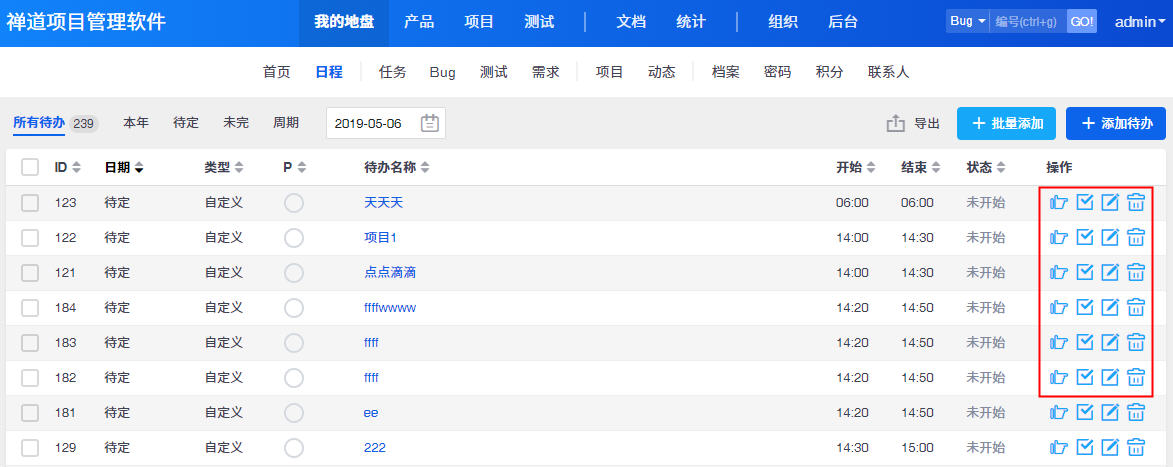 禅道项目管理软件 我的地盘 产品 项目 测试 文档 统计 组织 后台 Bug 编号(ctrl+g) GO! admin
首页 日程 任务 Bug 测试 需求 项目 动态 档案 密码 积分 联系人
所有待办 239 本年 待定 未完 周期 2019-05-06 导出 批量添加 添加待办
ID 日期 类型 P 待办名称 开始 结束 状态 操作
123 待定 自定义 天天天 06:00 06:00 未开始
122 待定 自定义 项目1 14:00 14:30 未开始
121 待定 自定义 点点滴滴 14:00 14:30 未开始
184 待定 自定义 ffffwwww 14:20 14:50 未开始
183 待定 自定义 ffff 14:20 14:50 未开始
182 待定 自定义 ffff 14:20 14:50 未开始
181 待定 自定义 ee 14:20 14:50 未开始
129 待定 自定义 222 14:30 15:00 未开始